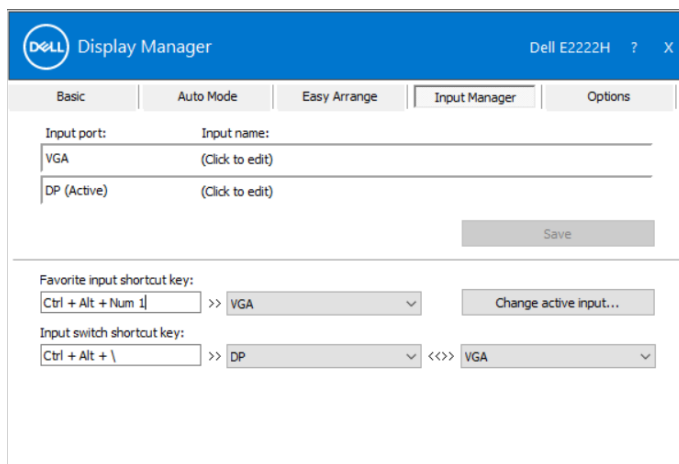 DELL Display Manager Dell E2222H ? X
Basic Auto Mode Easy Arrange Input Manager Options
Input port: Input name:
VGA (Click to edit)
DP (Active) (Click to edit)
Save
Favorite input shortcut key:
Ctrl + Alt + Num 1 >> VGA Change active input...
Input switch shortcut key:
Ctrl + Alt + \ >> DP <<>> VGA